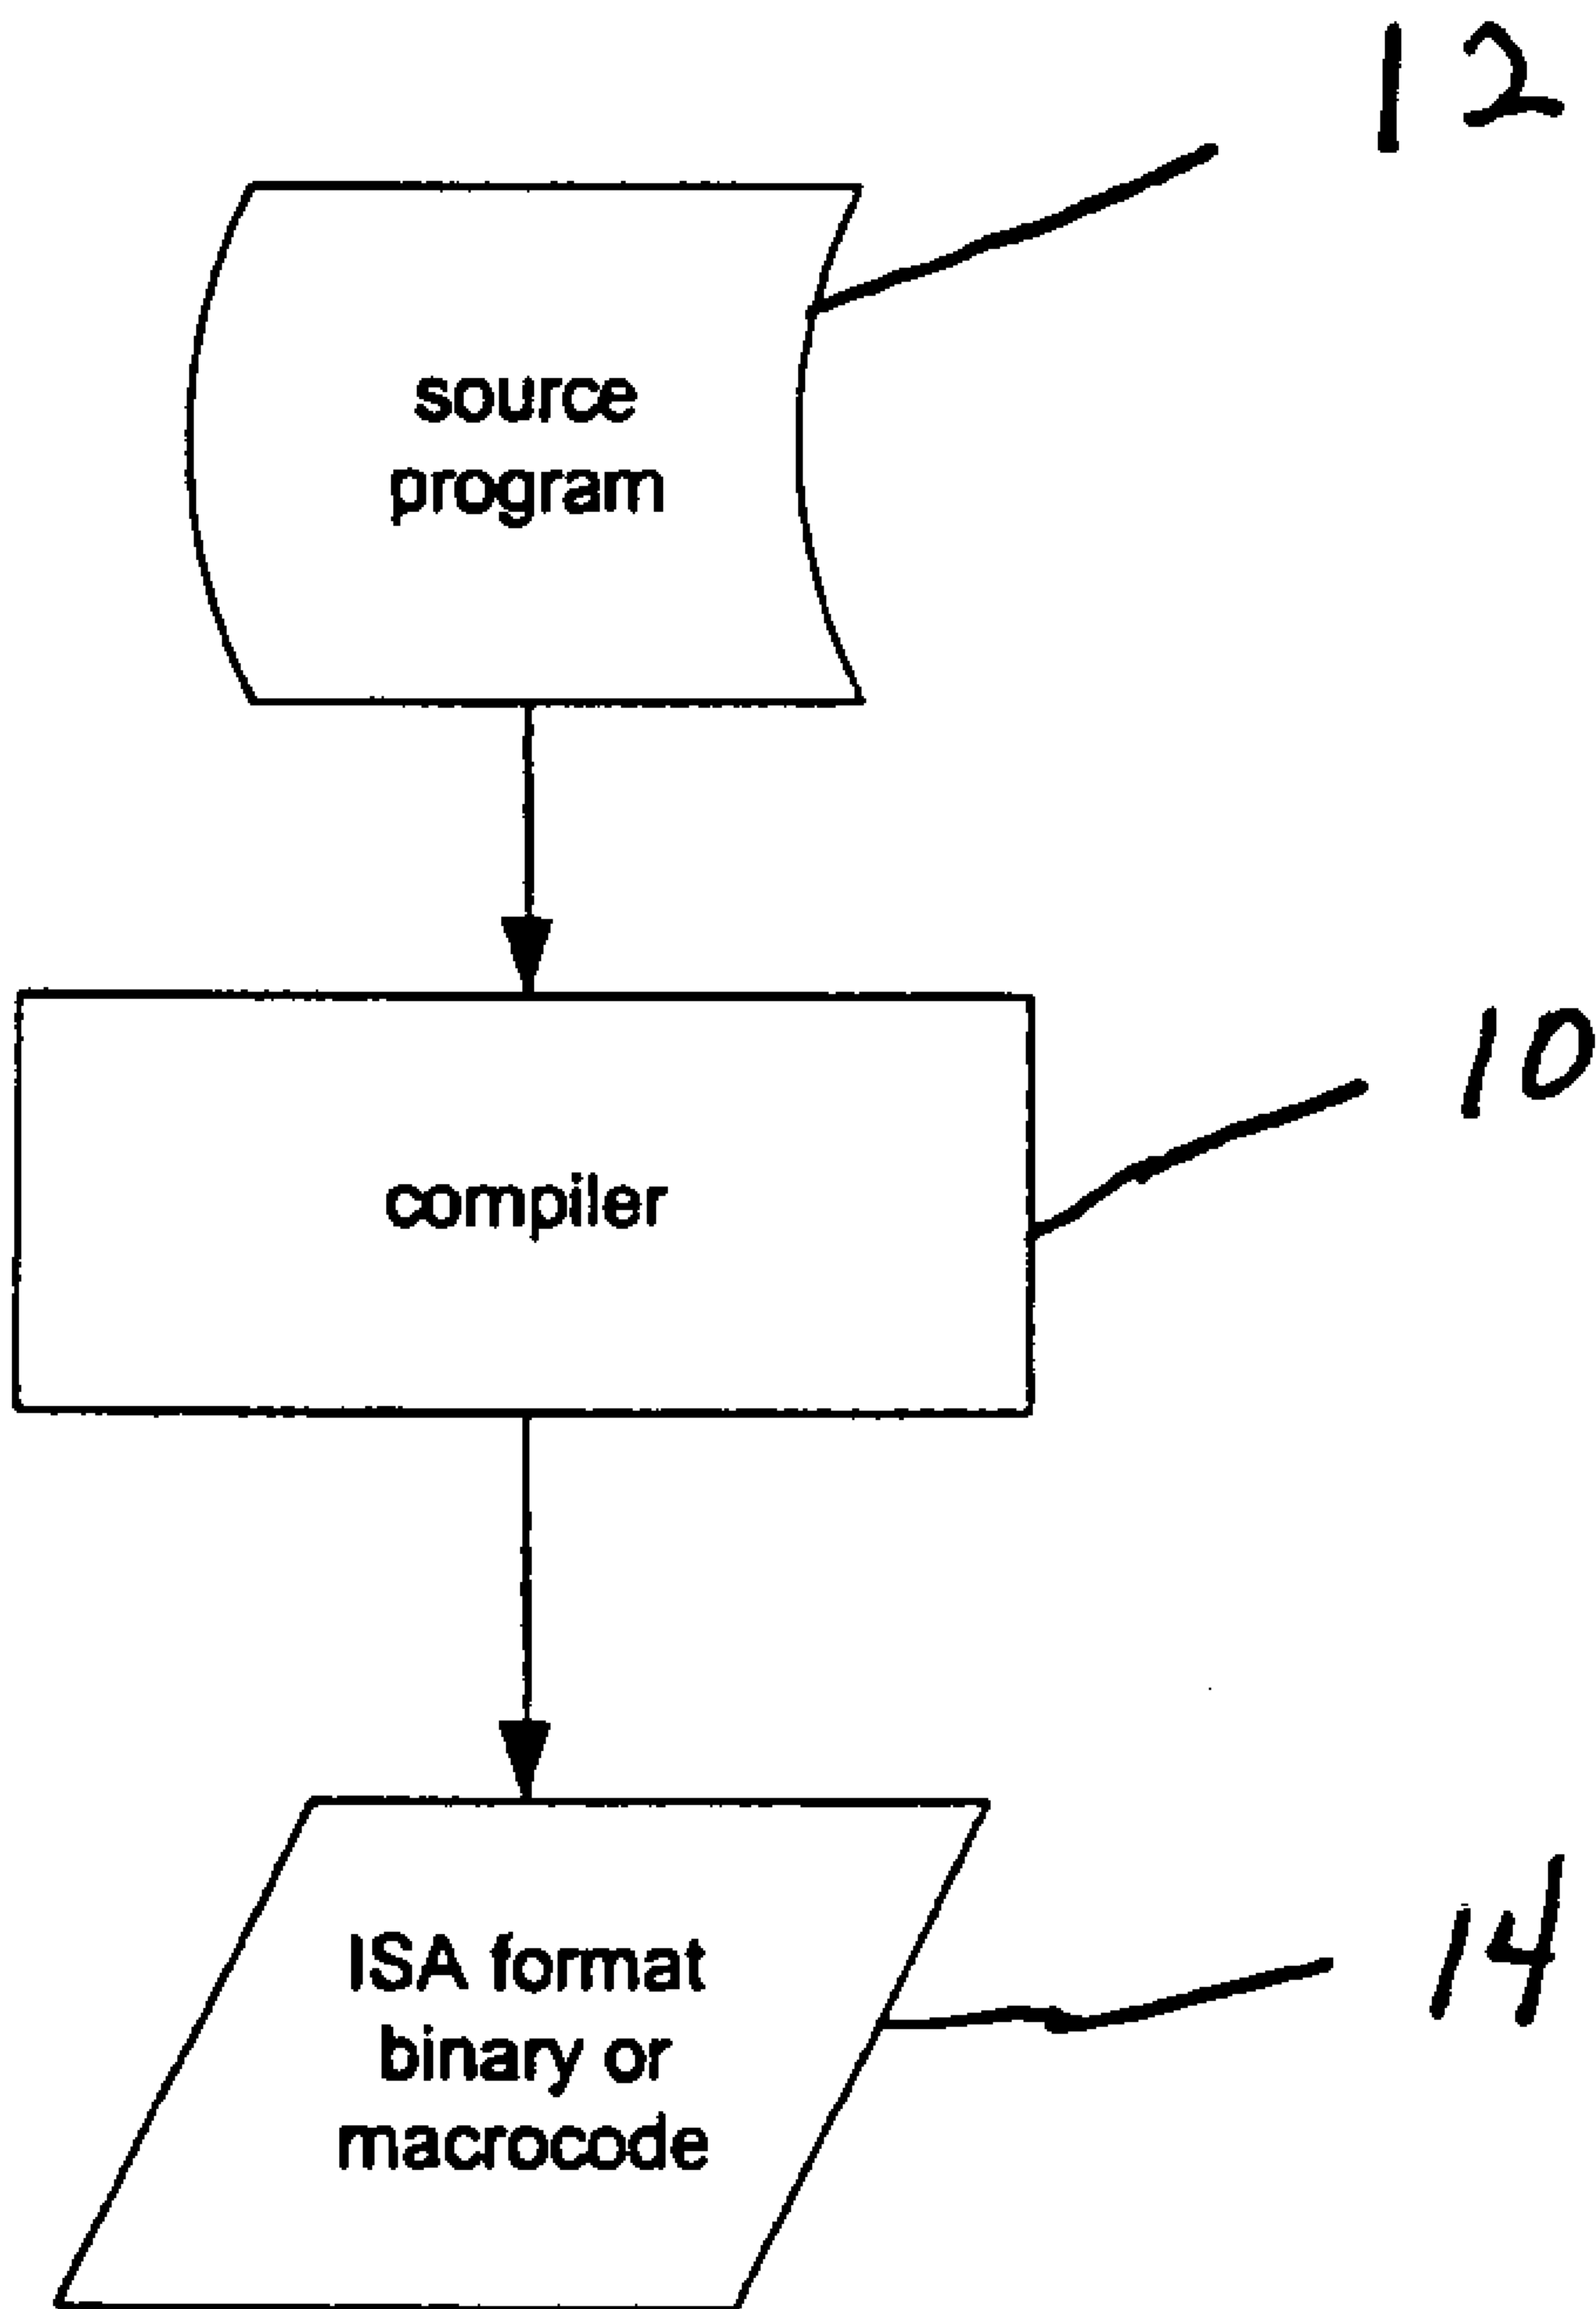 12
source
program
10
compiler
14
ISA format
binary or
macrocode